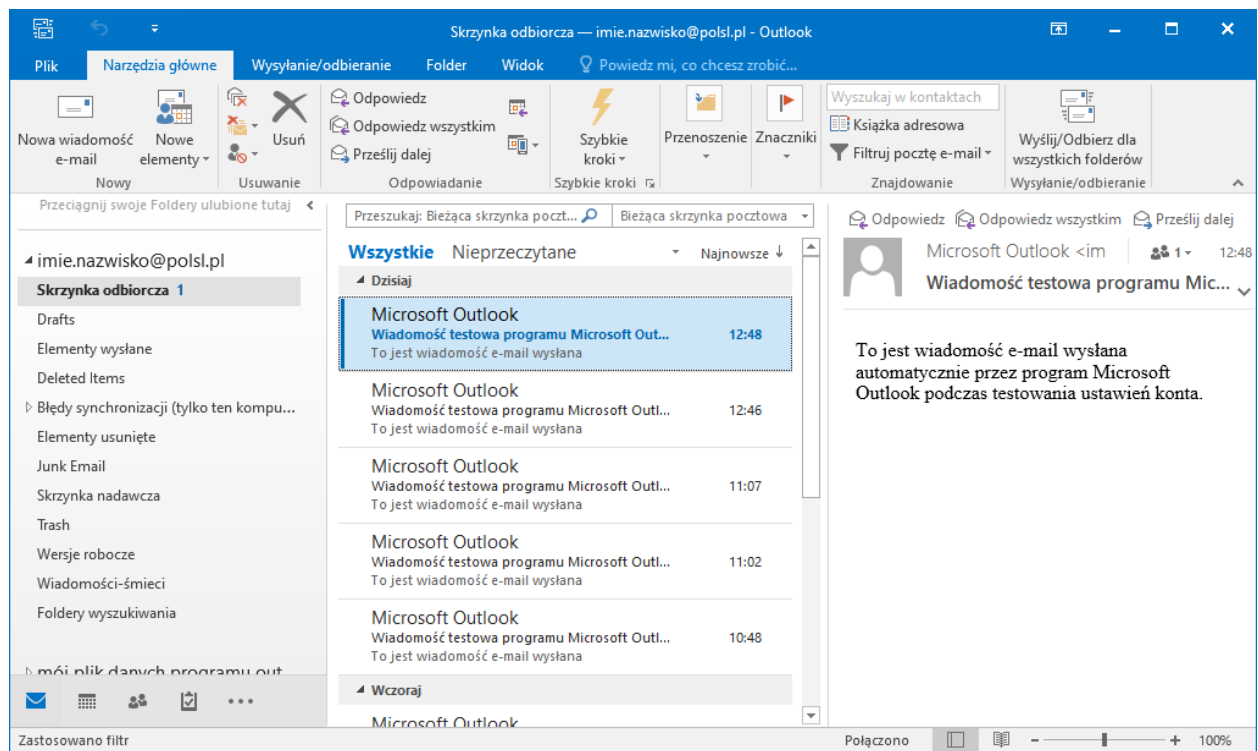 Skrzynka odbiorcza — imie.nazwisko@polsl.pl - Outlook
Plik Narzędzia główne Wysyłanie/odbieranie Folder Widok Powiedz mi, co chcesz zrobić...
Nowa wiadomość e-mail
Nowe elementy
Nowy
Usuń
Usuwanie
Odpowiedz
Odpowiedz wszystkim
Prześlij dalej
Odpowiadanie
Szybkie kroki
Szybkie kroki
Przenoszenie
Znaczniki
Wyszukaj w kontaktach
Książka adresowa
Filtruj pocztę e-mail
Znajdowanie
Wyślij/Odbierz dla wszystkich folderów
Wysyłanie/odbieranie
Przeciągnij swoje Foldery ulubione tutaj
imie.nazwisko@polsl.pl
Skrzynka odbiorcza 1
Drafts
Elementy wysłane
Deleted Items
Błędy synchronizacji (tylko ten kompu...
Elementy usunięte
Junk Email
Skrzynka nadawcza
Trash
Wersje robocze
Wiadomości-śmieci
Foldery wyszukiwania
mój plik danych programu out
Przeszukaj: Bieżąca skrzynka poczt... Bieżąca skrzynka pocztowa
Wszystkie Nieprzeczytane Najnowsze ↓
Dzisiaj
Microsoft Outlook
Wiadomość testowa programu Microsoft Out... 12:48
To jest wiadomość e-mail wysłana
Microsoft Outlook
Wiadomość testowa programu Microsoft Outl... 12:46
To jest wiadomość e-mail wysłana
Microsoft Outlook
Wiadomość testowa programu Microsoft Outl... 11:07
To jest wiadomość e-mail wysłana
Microsoft Outlook
Wiadomość testowa programu Microsoft Outl... 11:02
To jest wiadomość e-mail wysłana
Microsoft Outlook
Wiadomość testowa programu Microsoft Outl... 10:48
To jest wiadomość e-mail wysłana
Wczoraj
Microsoft Outlook
Odpowiedz Odpowiedz wszystkim Prześlij dalej
Microsoft Outlook <im 1 12:48
Wiadomość testowa programu Mic...
To jest wiadomość e-mail wysłana
automatycznie przez program Microsoft
Outlook podczas testowania ustawień konta.
Zastosowano filtr
Połączono
100%